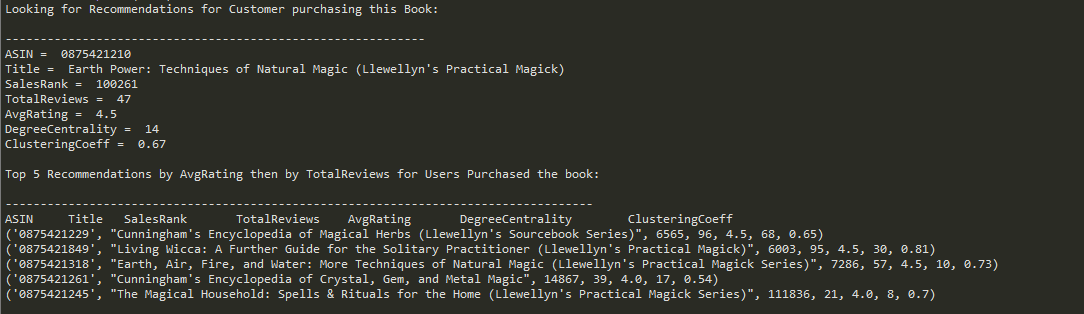 Looking for Recommendations for Customer purchasing this Book:
------------------------------------------------------------
ASIN =  0875421210
Title =  Earth Power: Techniques of Natural Magic (Llewellyn's Practical Magick)
SalesRank =  100261
TotalReviews =  47
AvgRating =  4.5
DegreeCentrality =  14
ClusteringCoeff =  0.67
Top 5 Recommendations by AvgRating then by TotalReviews for Users Purchased the book:
------------------------------------------------------------------------------------
ASIN     Title   SalesRank       TotalReviews    AvgRating       DegreeCentrality        ClusteringCoeff
('0875421229', "Cunningham's Encyclopedia of Magical Herbs (Llewellyn's Sourcebook Series)", 6565, 96, 4.5, 68, 0.65)
('0875421849', "Living Wicca: A Further Guide for the Solitary Practitioner (Llewellyn's Practical Magick)", 6003, 95, 4.5, 30, 0.81)
('0875421318', "Earth, Air, Fire, and Water: More Techniques of Natural Magic (Llewellyn's Practical Magick Series)", 7286, 57, 4.5, 10, 0.73)
('0875421261', "Cunningham's Encyclopedia of Crystal, Gem, and Metal Magic", 14867, 39, 4.0, 17, 0.54)
('0875421245', "The Magical Household: Spells & Rituals for the Home (Llewellyn's Practical Magick Series)", 111836, 21, 4.0, 8, 0.7)